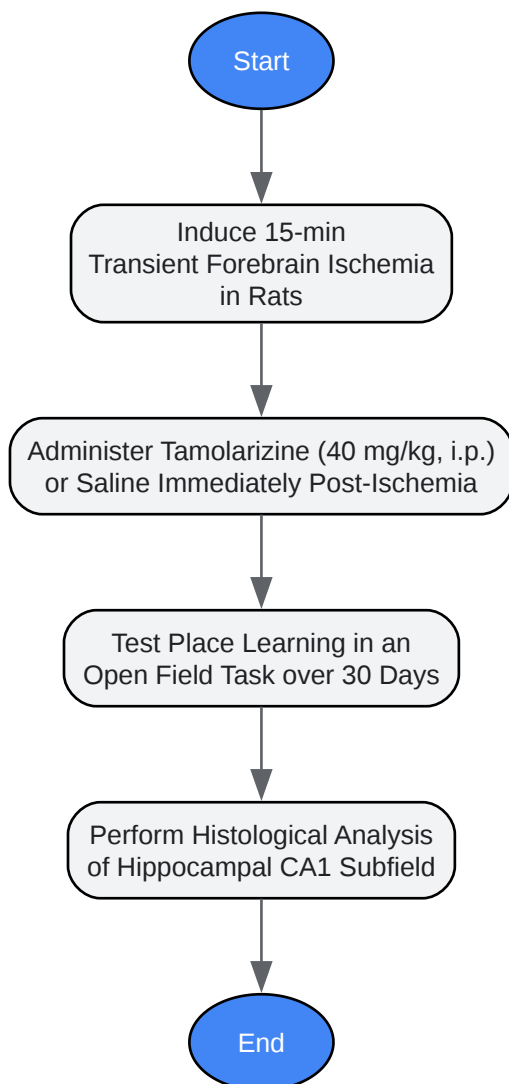 Start
Induce 15-min
Transient Forebrain Ischemia
in Rats
Administer Tamolarizine (40 mg/kg, i.p.)
or Saline Immediately Post-Ischemia
Test Place Learning in an
Open Field Task over 30 Days
Perform Histological Analysis
of Hippocampal CA1 Subfield
End